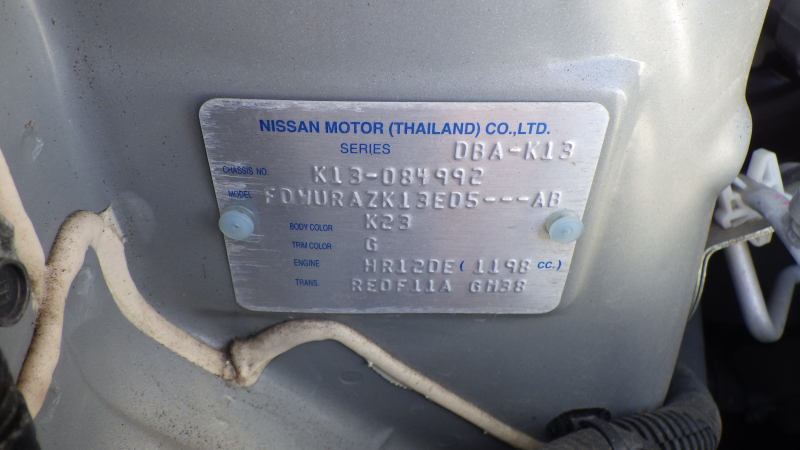 NISSAN MOTOR (THAILAND) CO.,LTD.
SERIES DBA-K13
CHASSIS NO. K13-084992
MODEL FDMURAZK13ED5---AB
BODY COLOR K23
TRIM COLOR G
ENGINE HR12DE ( 1198 CC.)
TRANS. RE0F11A GM38